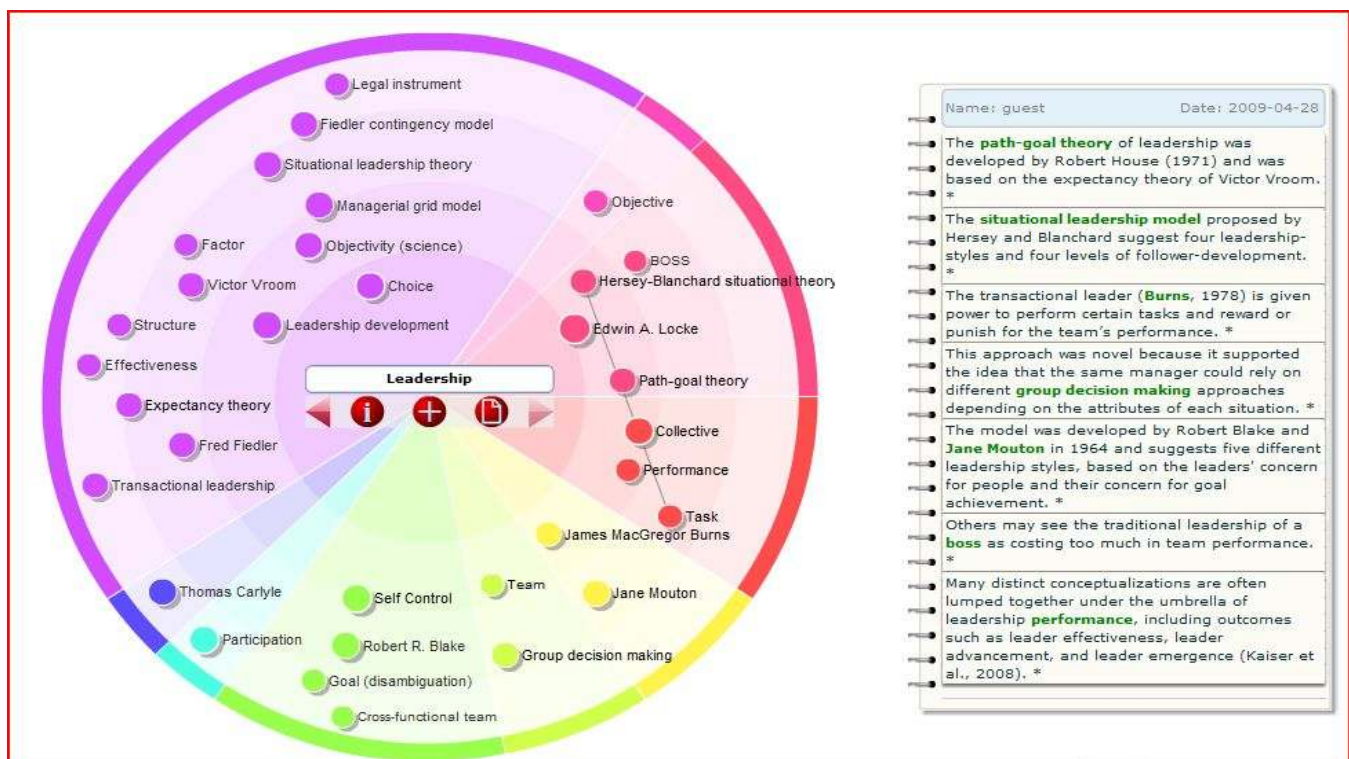 Legal instrument
Fiedler contingency model
Situational leadership theory
Managerial grid model
Factor
Objectivity (science)
Victor Vroom
Choice
Structure
Leadership development
Effectiveness
Expectancy theory
Fred Fiedler
Transactional leadership
Leadership
i
Objective
BOSS
Hersey-Blanchard situational theory
Edwin A. Locke
Path-goal theory
Collective
Performance
Task
James MacGregor Burns
Jane Mouton
Team
Group decision making
Self Control
Robert R. Blake
Goal (disambiguation)
Cross-functional team
Participation
Thomas Carlyle
Name: guest Date: 2009-04-28
The path-goal theory of leadership was
developed by Robert House (1971) and was
based on the expectancy theory of Victor Vroom.
*
The situational leadership model proposed by
Hersey and Blanchard suggest four leadership-
styles and four levels of follower-development.
*
The transactional leader (Burns, 1978) is given
power to perform certain tasks and reward or
punish for the team's performance. *
This approach was novel because it supported
the idea that the same manager could rely on
different group decision making approaches
depending on the attributes of each situation. *
The model was developed by Robert Blake and
Jane Mouton in 1964 and suggests five different
leadership styles, based on the leaders' concern
for people and their concern for goal
achievement. *
Others may see the traditional leadership of a
boss as costing too much in team performance.
*
Many distinct conceptualizations are often
lumped together under the umbrella of
leadership performance, including outcomes
such as leader effectiveness, leader
advancement, and leader emergence (Kaiser et
al., 2008). *